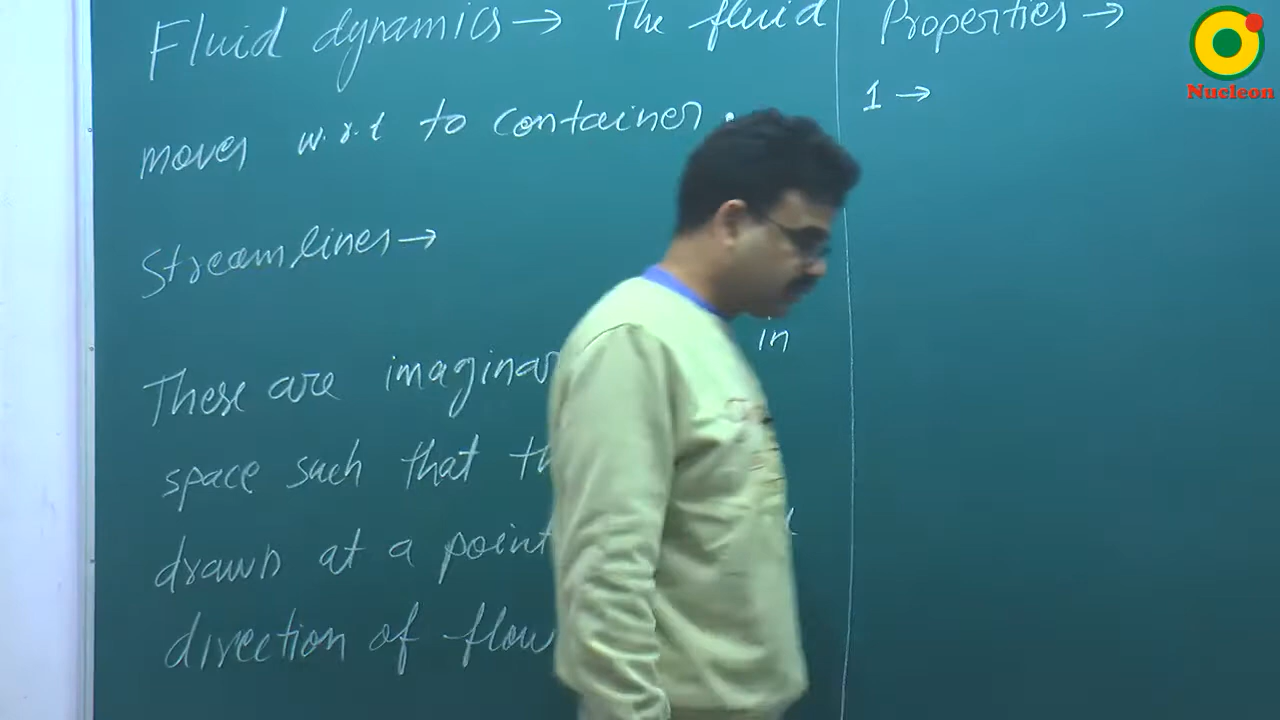 Fluid dynamics → The fluid
moves w.r.t to container.
Streamlines →
These are in
space such that
drawn at a point
direction of flow
Properties →
1 →
Nucleon